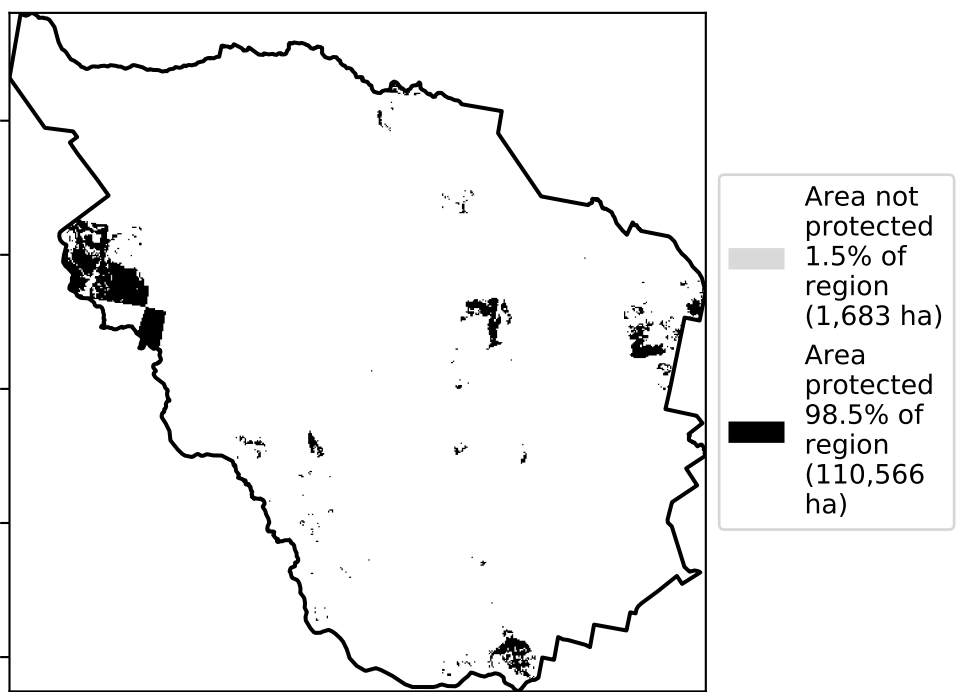 Area not
protected
1.5% of
region
(1,683 ha)
Area
protected
98.5% of
region
(110,566
ha)